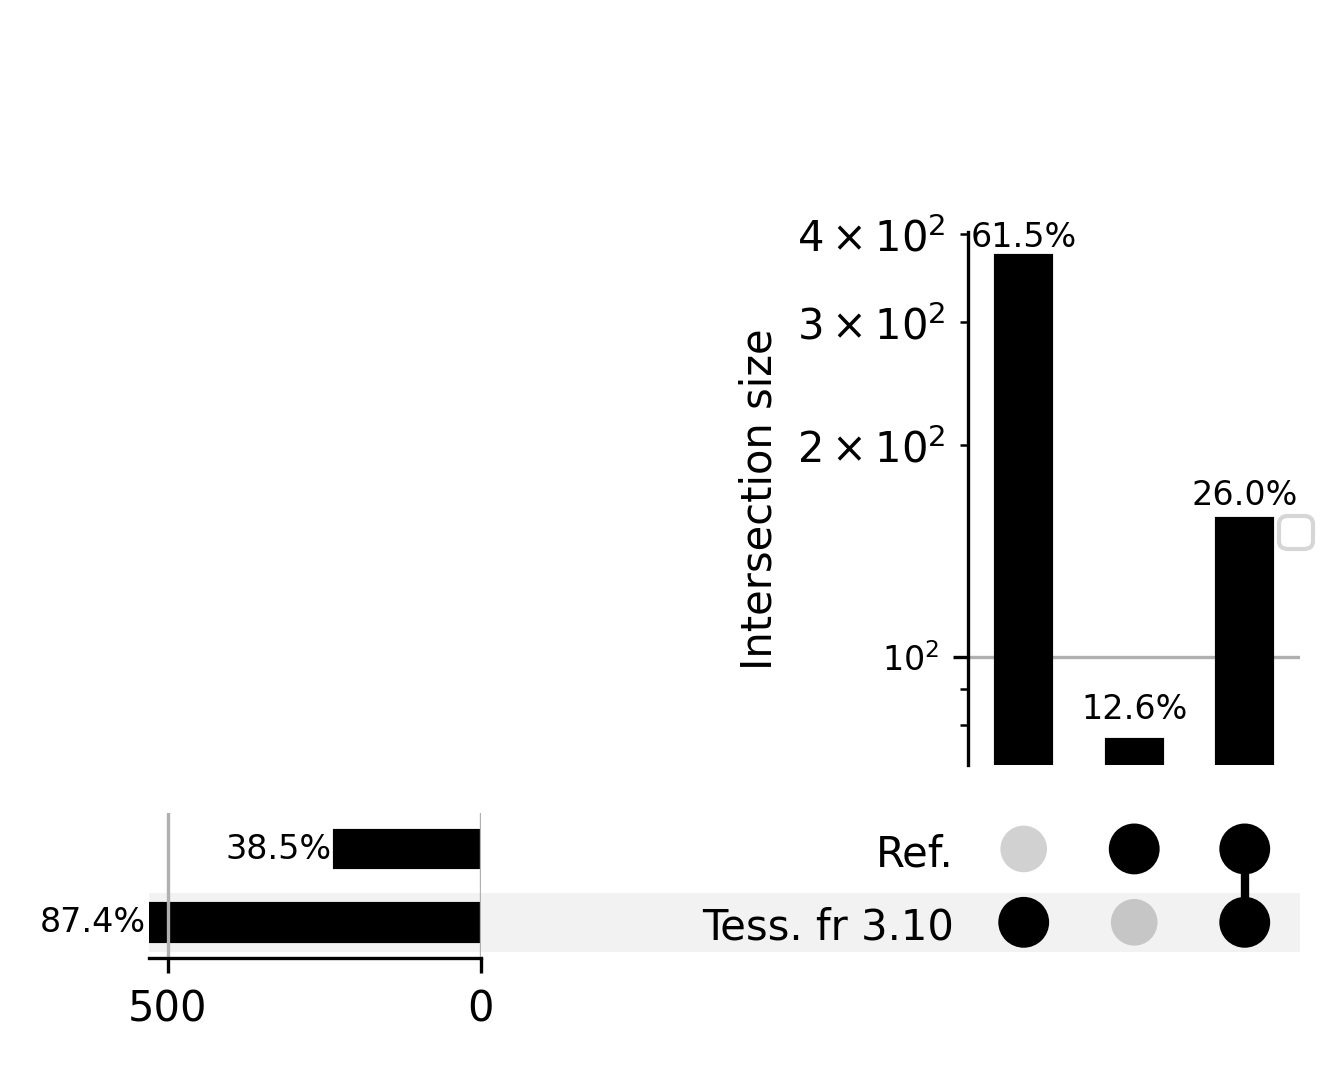 4 × 10²
61.5%
3 × 10²
Intersection size
2 × 10²
26.0%
10²
12.6%
38.5%
Ref.
87.4%
Tess. fr 3.10
500
0